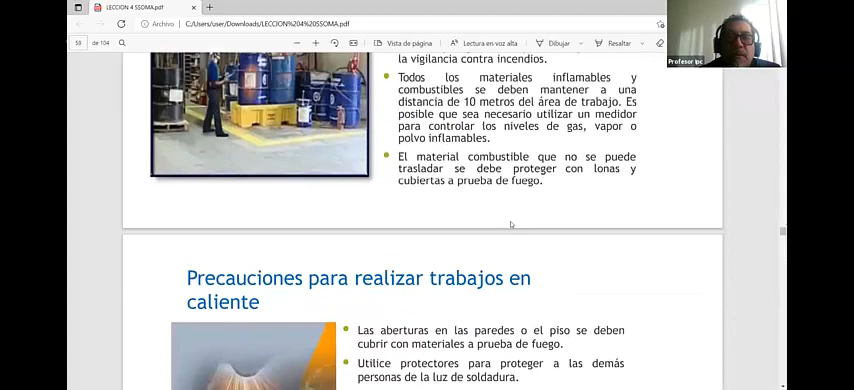 LECCION 4 SSOMA.pdf
Archivo
C:/Users/user/Downloads/LECCION%204%20SSOMA.pdf
59 de 104
Vista de página
Lectura en voz alta
Dibujar
Resaltar
Profesor Ipc
la vigilancia contra incendios.
Todos los materiales inflamables y
combustibles se deben mantener a una
distancia de 10 metros del área de trabajo. Es
posible que sea necesario utilizar un medidor
para controlar los niveles de gas, vapor o
polvo inflamables.
El material combustible que no se puede
trasladar se debe proteger con lonas y
cubiertas a prueba de fuego.
Precauciones para realizar trabajos en
caliente
Las aberturas en las paredes o el piso se deben
cubrir con materiales a prueba de fuego.
Utilice protectores para proteger a las demás
personas de la luz de soldadura.